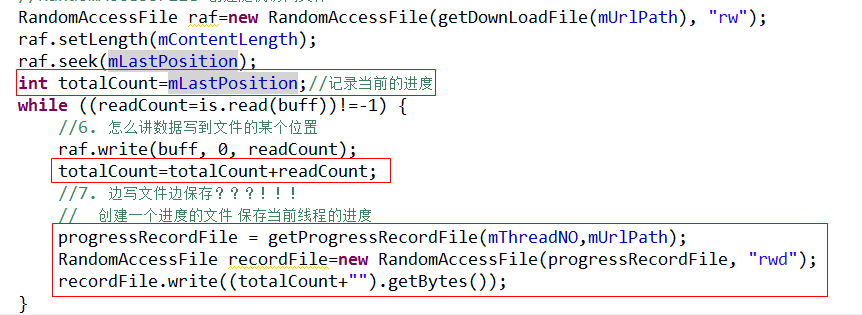 RandomAccessFile raf=new RandomAccessFile(getDownLoadFile(mUrlPath), "rw");
raf.setLength(mContentLength);
raf.seek(mLastPosition);
int totalCount=mLastPosition;//记录当前的进度
while ((readCount=is.read(buff))!=-1) {
//6. 怎么讲数据写到文件的某个位置
raf.write(buff, 0, readCount);
totalCount=totalCount+readCount;
//7. 边写文件边保存？？？！！！
// 创建一个进度的文件 保存当前线程的进度
progressRecordFile = getProgressRecordFile(mThreadNO,mUrlPath);
RandomAccessFile recordFile=new RandomAccessFile(progressRecordFile, "rwd");
recordFile.write((totalCount+"").getBytes());
}